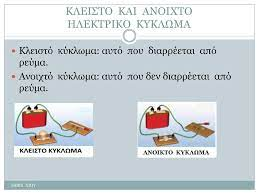 ΚΛΕΙΣΤΟ ΚΑΙ ΑΝΟΙΧΤΟ
ΗΛΕΚΤΡΙΚΟ ΚΥΚΛΩΜΑ
Κλειστό κύκλωμα: αυτό που διαρρέεται από
ρεύμα.
Ανοιχτό κύκλωμα: αυτό που δεν διαρρέεται από
ρεύμα.
ΚΛΕΙΣΤΟ ΚΥΚΛΩΜΑ
ΑΝΟΙΚΤΟ ΚΥΚΛΩΜΑ